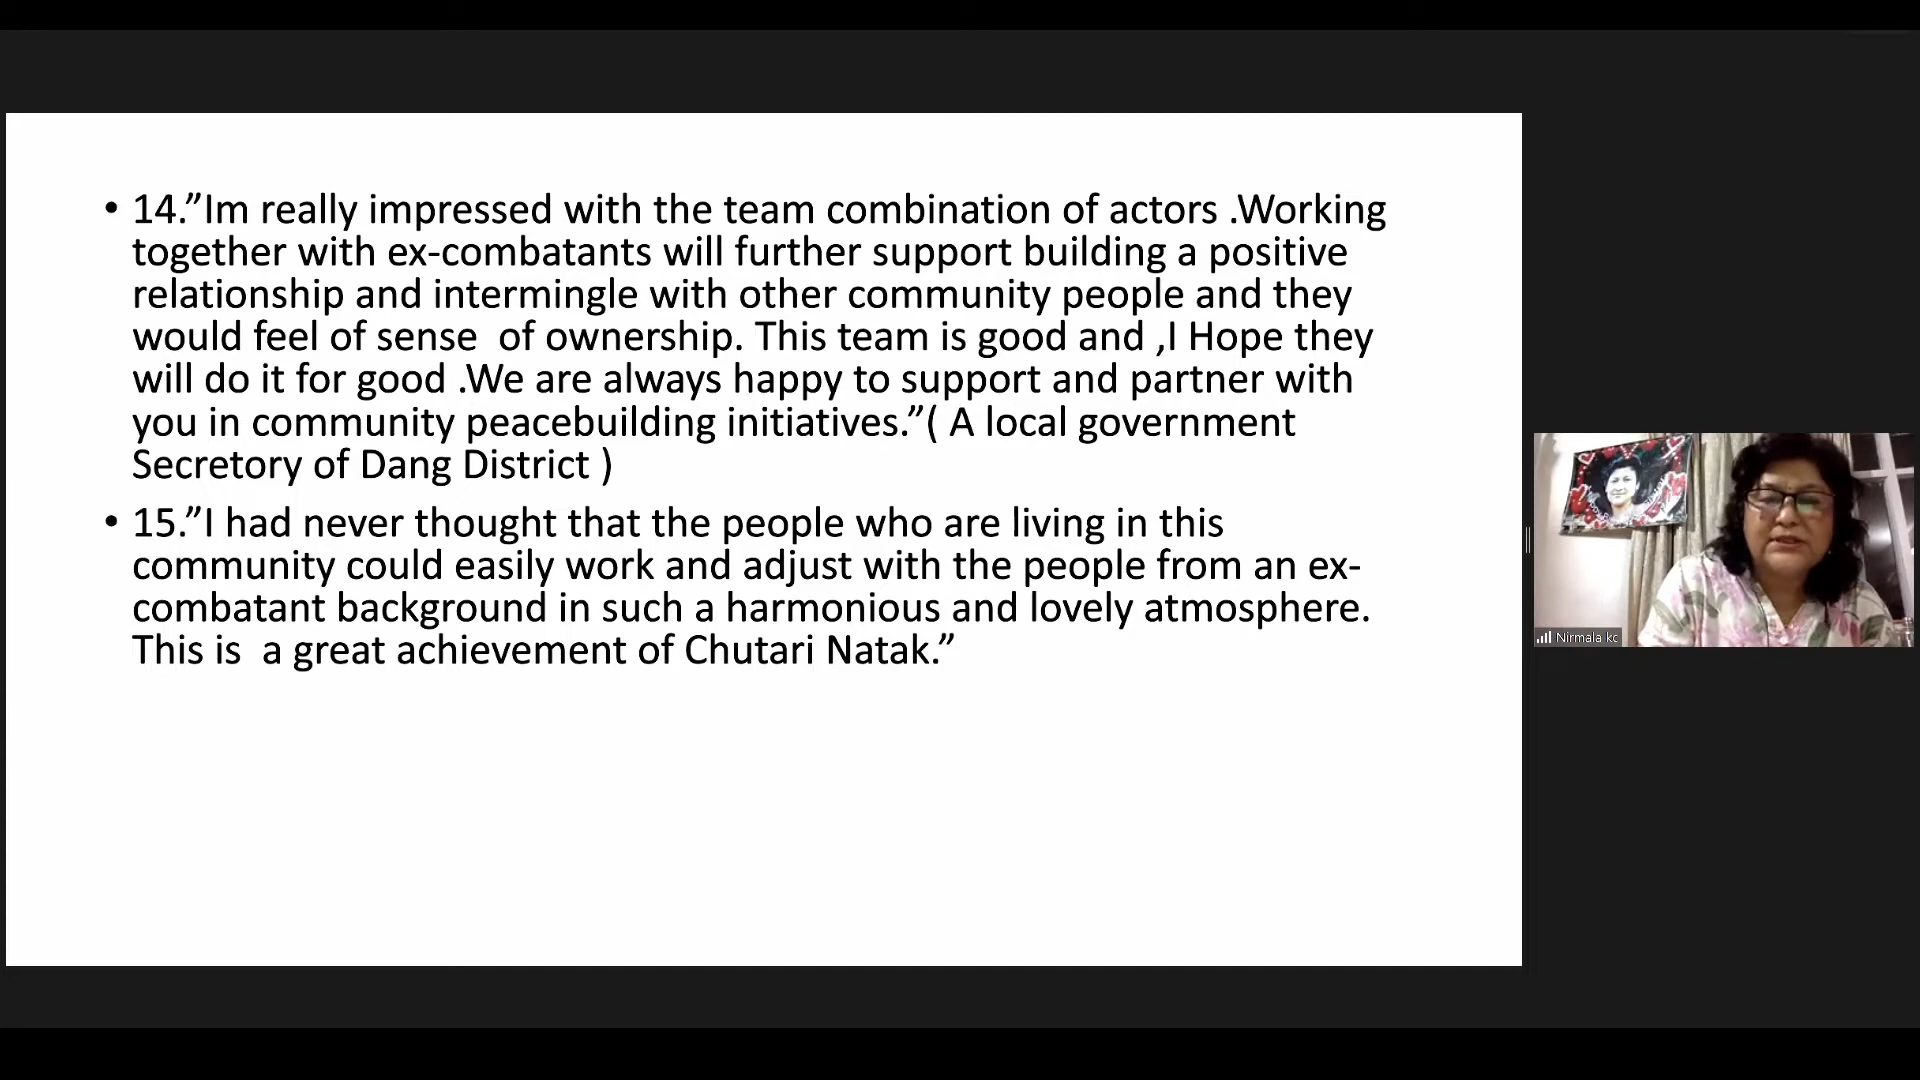 • 14.”Im really impressed with the team combination of actors .Working
together with ex-combatants will further support building a positive
relationship and intermingle with other community people and they
would feel of sense  of ownership. This team is good and ,I Hope they
will do it for good .We are always happy to support and partner with
you in community peacebuilding initiatives.”( A local government
Secretory of Dang District )
• 15.”I had never thought that the people who are living in this
community could easily work and adjust with the people from an ex-
combatant background in such a harmonious and lovely atmosphere.
This is  a great achievement of Chutari Natak.”
Nirmala kc